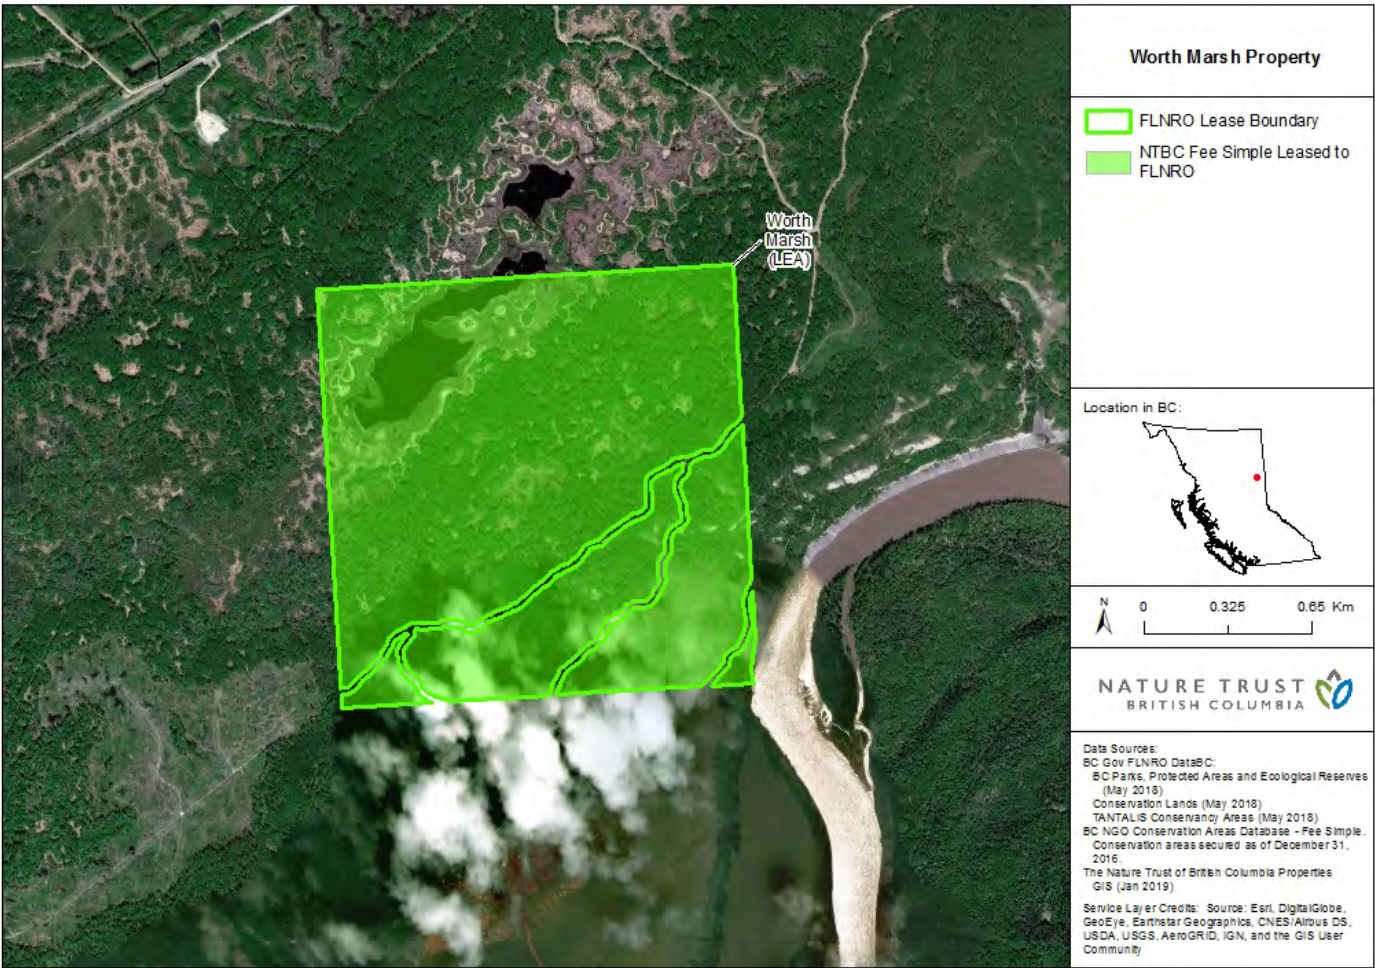 Worth Marsh Property
FLNRO Lease Boundary
NTBC Fee Simple Leased to
FLNRO
Worth
Marsh
(LEA)
Location in BC:
N
0 0.325 0.65 Km
NATURE TRUST
BRITISH COLUMBIA
Data Sources:
BC Gov FLNRO DataBC:
BC Parks, Protected Areas and Ecological Reserves
(May 2018)
Conservation Lands (May 2018)
TANTALIS Conservancy Areas (May 2018)
BC NGO Conservation Areas Database - Fee Simple.
Conservation areas secured as of December 31,
2016.
The Nature Trust of British Columbia Properties
GIS (Jan 2019)
Service Layer Credits: Source: Esri, DigitalGlobe,
GeoEye, Earthstar Geographics, CNES/Airbus DS,
USDA, USGS, AeroGRID, IGN, and the GIS User
Community